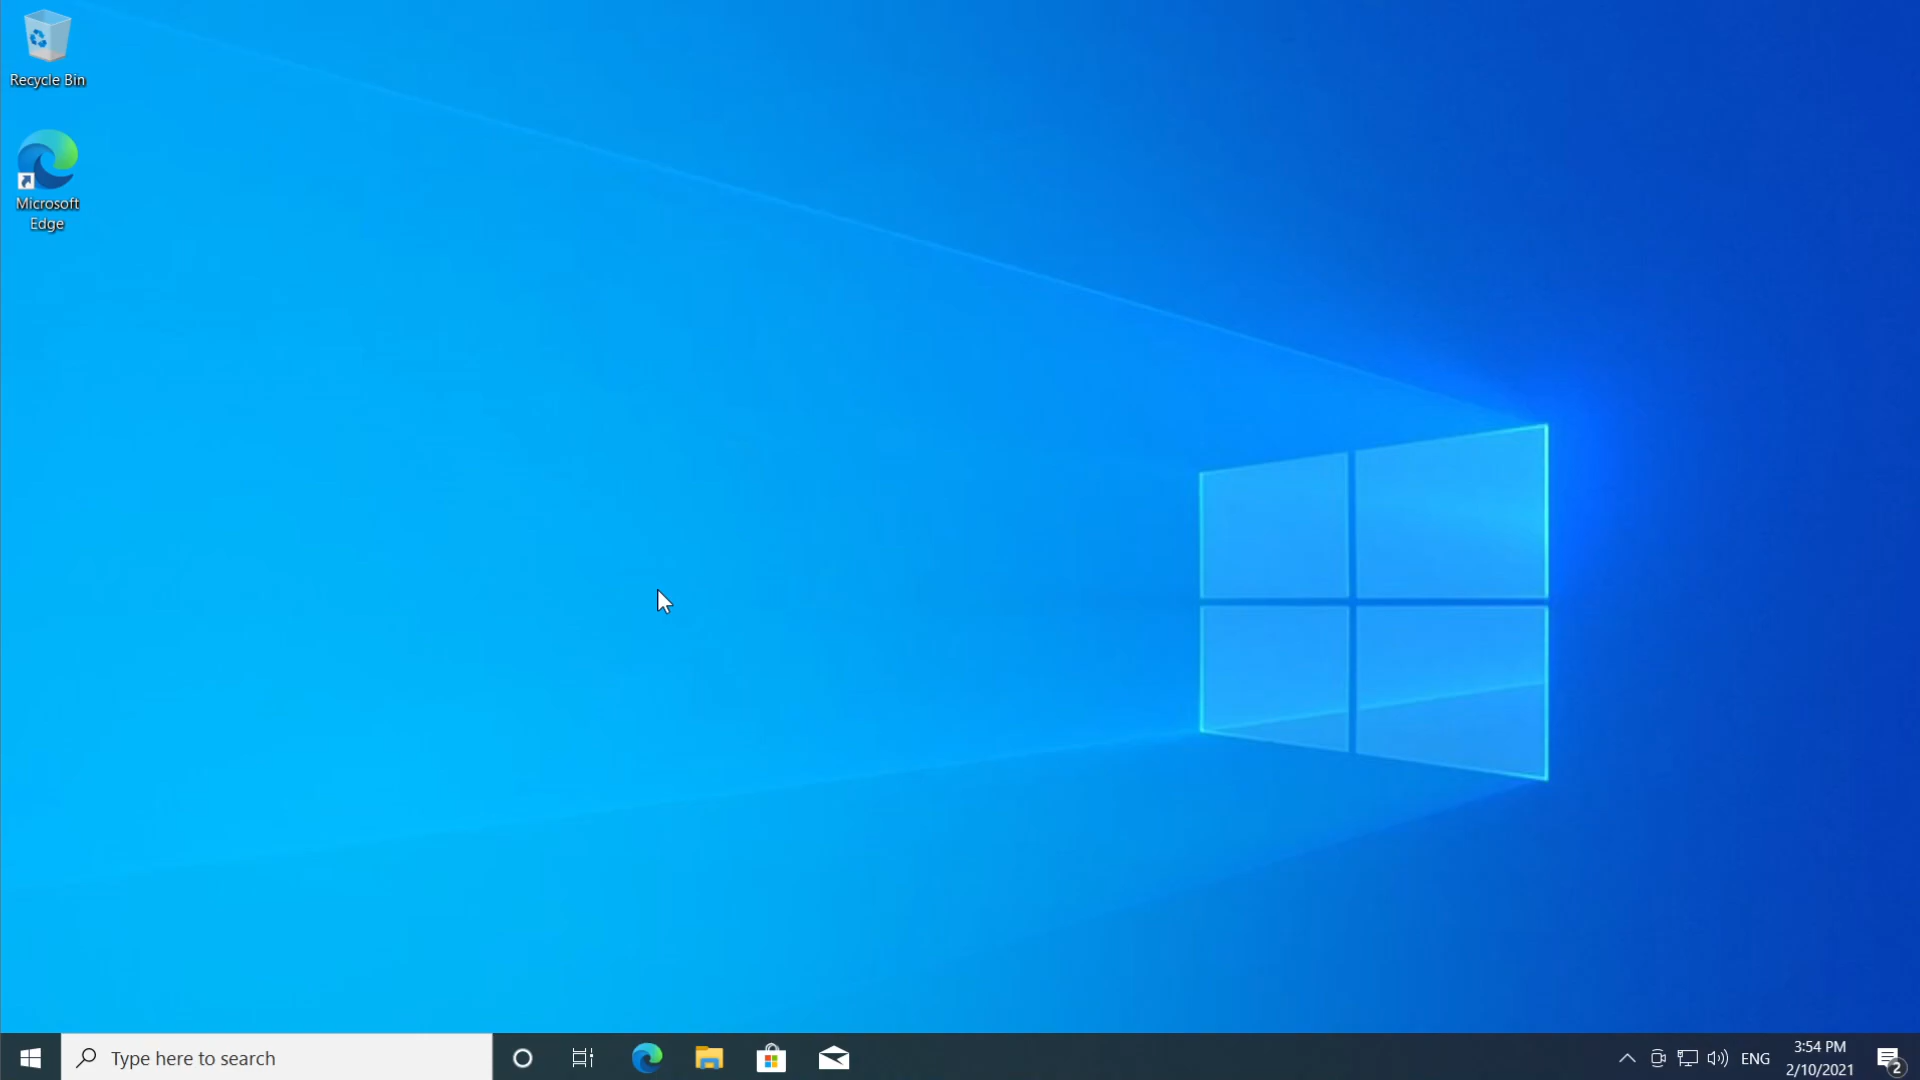 Recycle Bin
Microsoft
Edge
Type here to search
ENG
3:54 PM
2/10/2021
2